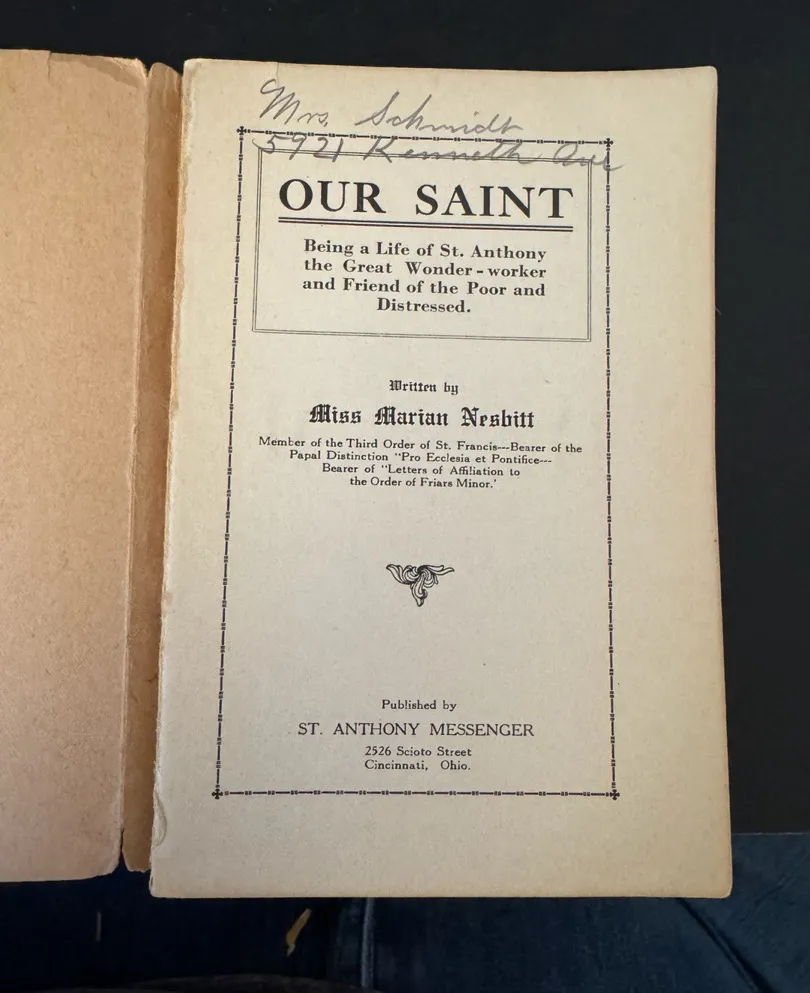 Mrs. Schmidt
5921 Kenneth Ave
OUR SAINT
Being a Life of St. Anthony
the Great Wonder-worker
and Friend of the Poor and
Distressed.
Written by
Miss Marian Nesbitt
Member of the Third Order of St. Francis---Bearer of the
Papal Distinction "Pro Ecclesia et Pontifice---
Bearer of "Letters of Affiliation to
the Order of Friars Minor.'
Published by
ST. ANTHONY MESSENGER
2526 Scioto Street
Cincinnati, Ohio.